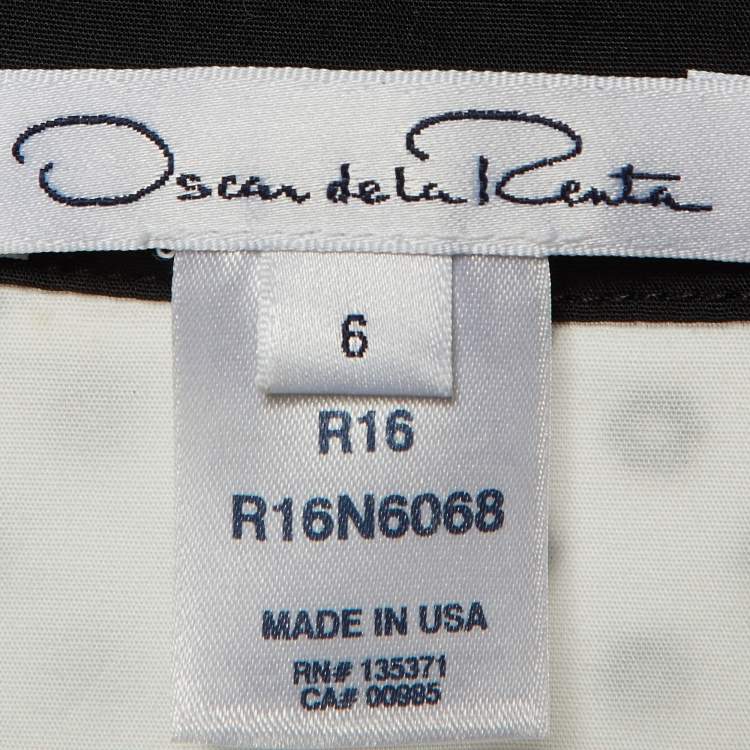 Oscar de la Renta
6
R16
R16N6068
MADE IN USA
RN# 135371
CA# 00985